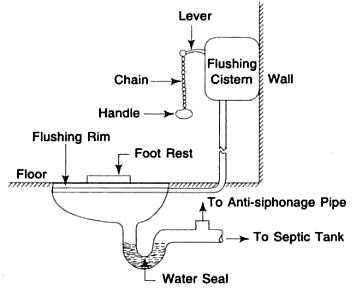 Lever
Flushing
Cistern
Wall
Chain
Handle
Flushing Rim
Foot Rest
Floor
To Anti-siphonage Pipe
To Septic Tank
Water Seal